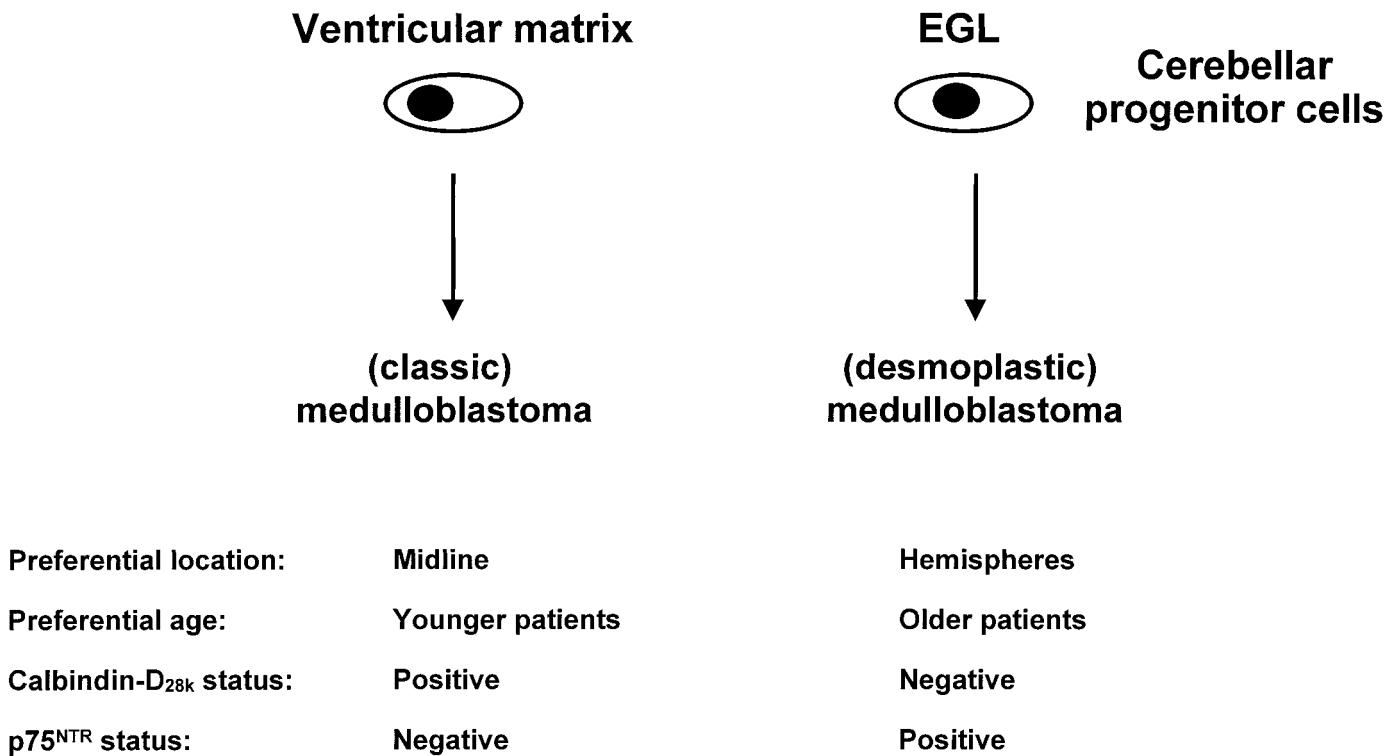 Ventricular matrix EGL
Cerebellar
progenitor cells
(classic) (desmoplastic)
medulloblastoma medulloblastoma
Preferential location: Midline Hemispheres
Preferential age: Younger patients Older patients
Calbindin-D28k status: Positive Negative
p75NTR status: Negative Positive